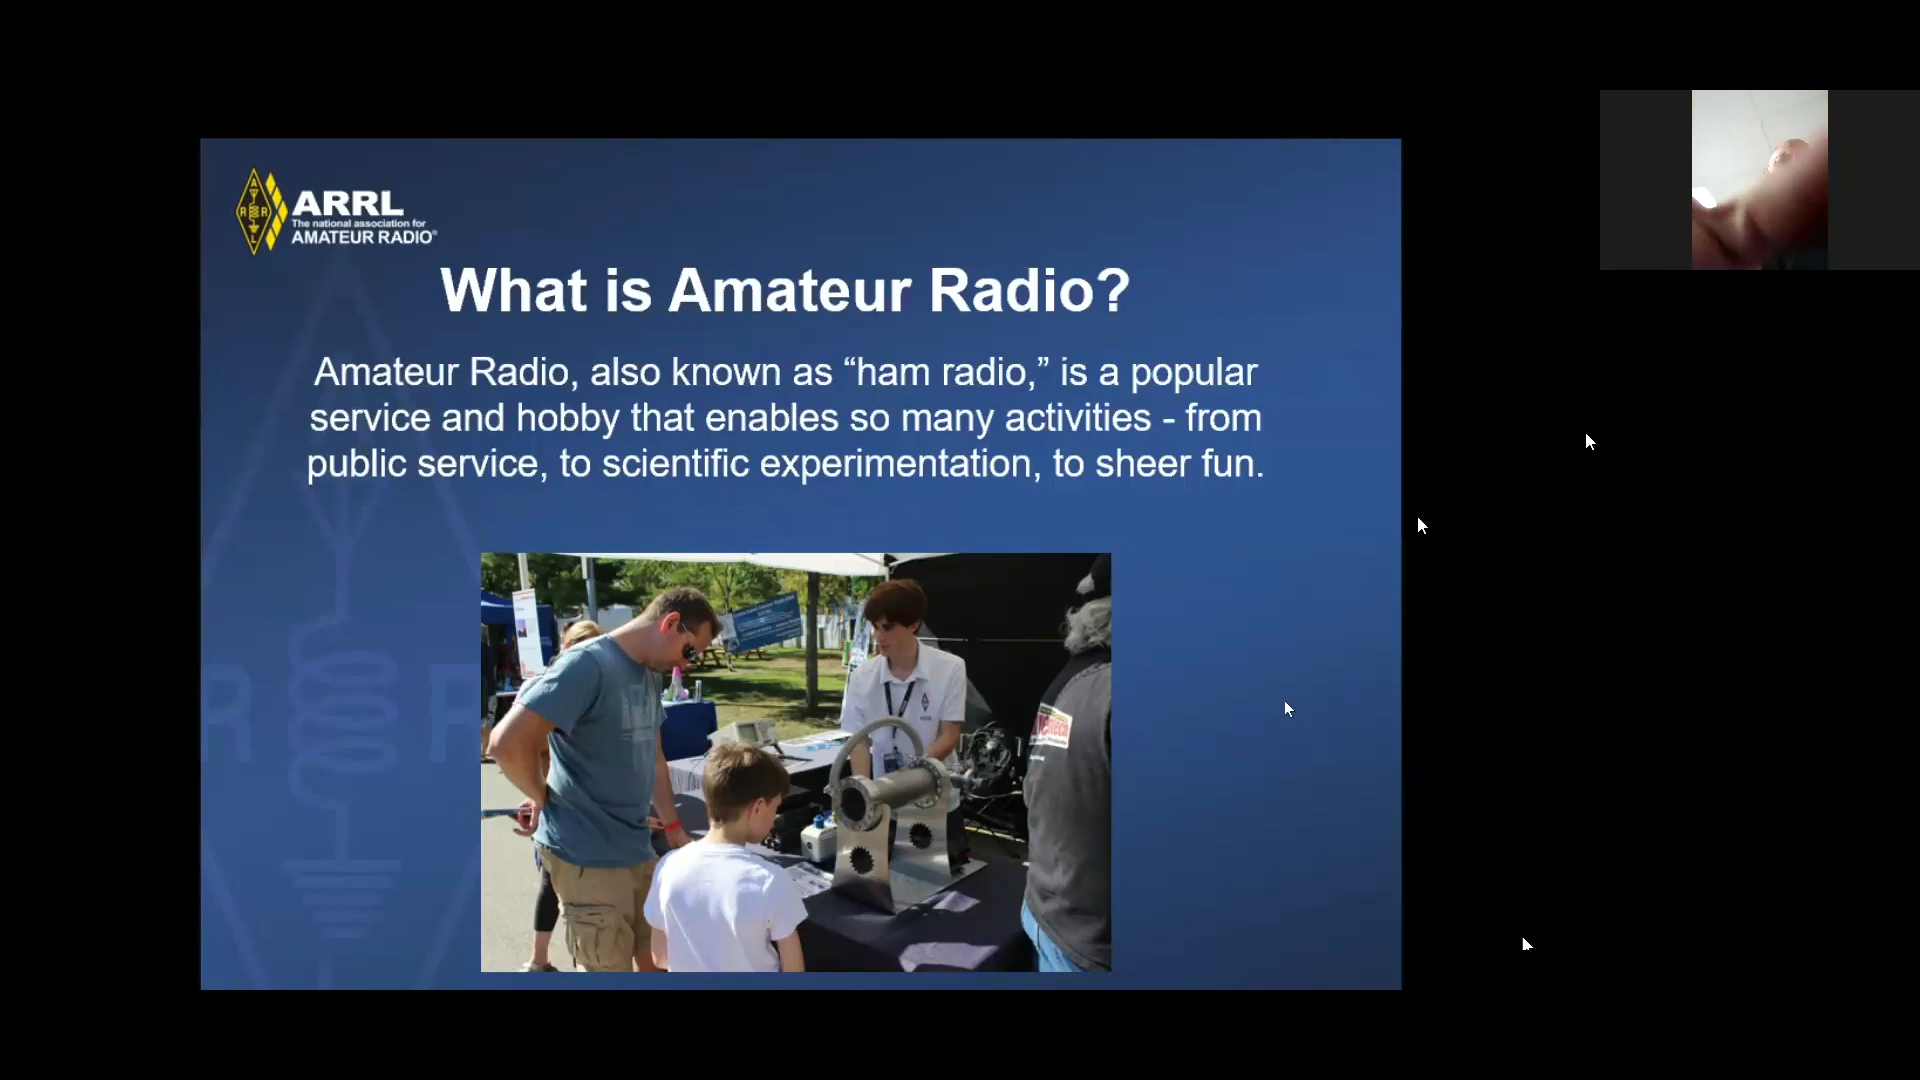 ARRL
The national association for
AMATEUR RADIO®
What is Amateur Radio?
Amateur Radio, also known as “ham radio,” is a popular
service and hobby that enables so many activities - from
public service, to scientific experimentation, to sheer fun.